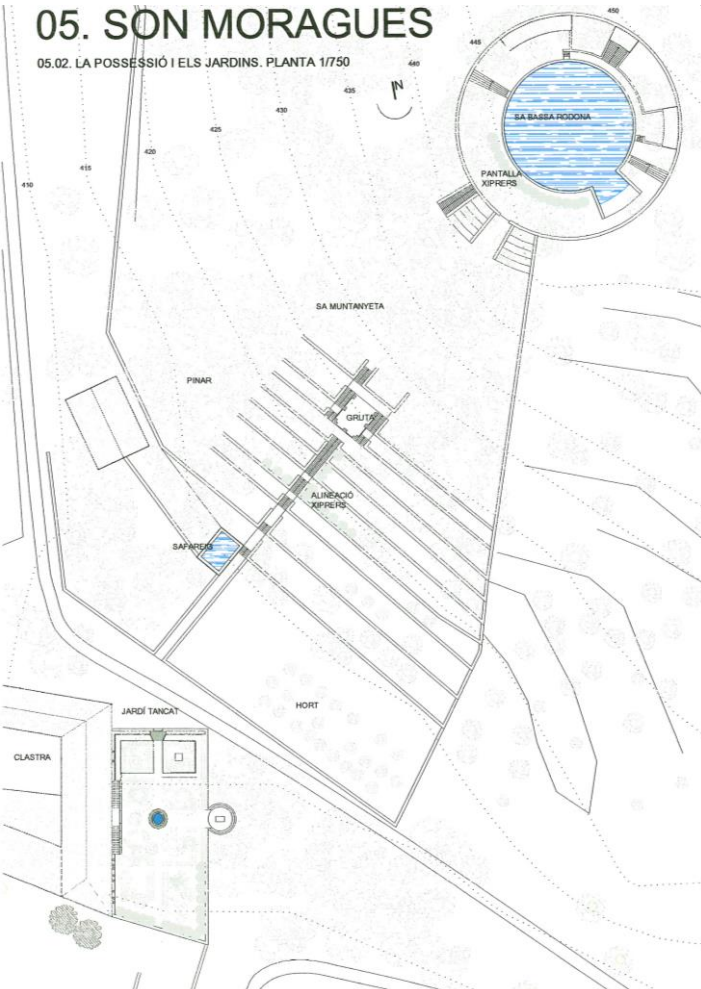 05. SON MORAGUES
05.02. LA POSSESSIÓ I ELS JARDINS. PLANTA 1/750
450
445
440
435
430
425
420
415
410
N
SA BASSA RODONA
PANTALLA
XIPRERS
SA MUNTANYETA
PINAR
GRUTA
ALINEACIÓ
XIPRERS
SAFAREIG
HORT
JARDÍ TANCAT
CLASTRA